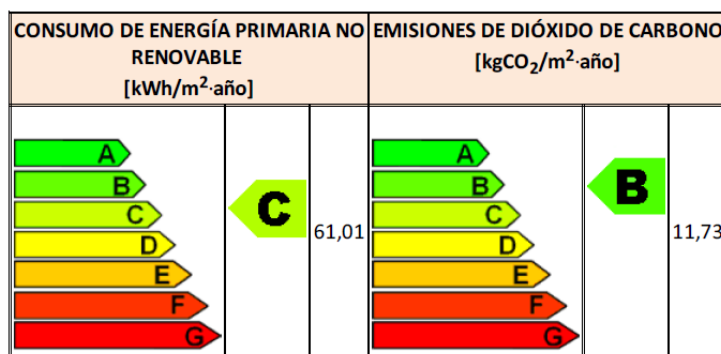 CONSUMO DE ENERGÍA PRIMARIA NO
RENOVABLE
[kWh/m²·año]
EMISIONES DE DIÓXIDO DE CARBONO
[kgCO₂/m²·año]
A
B
C
D
E
F
G
C
61,01
A
B
C
D
E
F
G
B
11,73